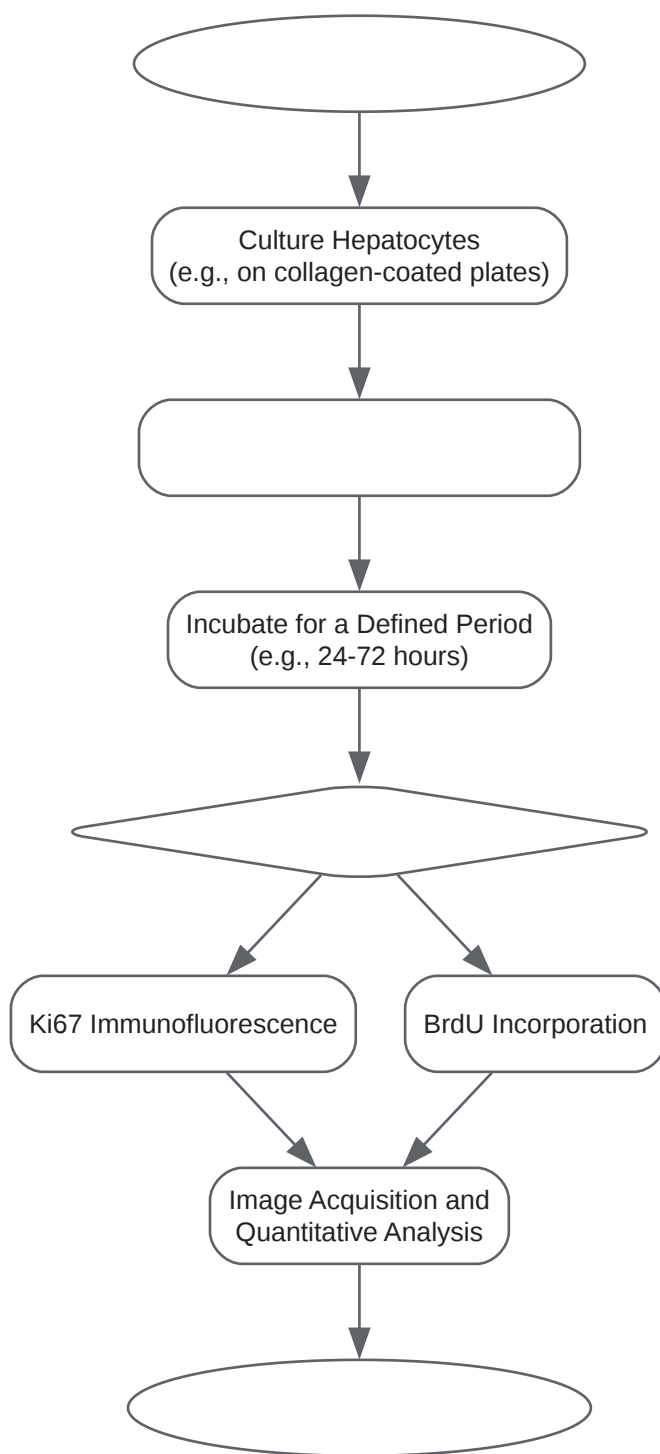 Culture Hepatocytes
(e.g., on collagen-coated plates)
Incubate for a Defined Period
(e.g., 24-72 hours)
Ki67 Immunofluorescence
BrdU Incorporation
Image Acquisition and
Quantitative Analysis